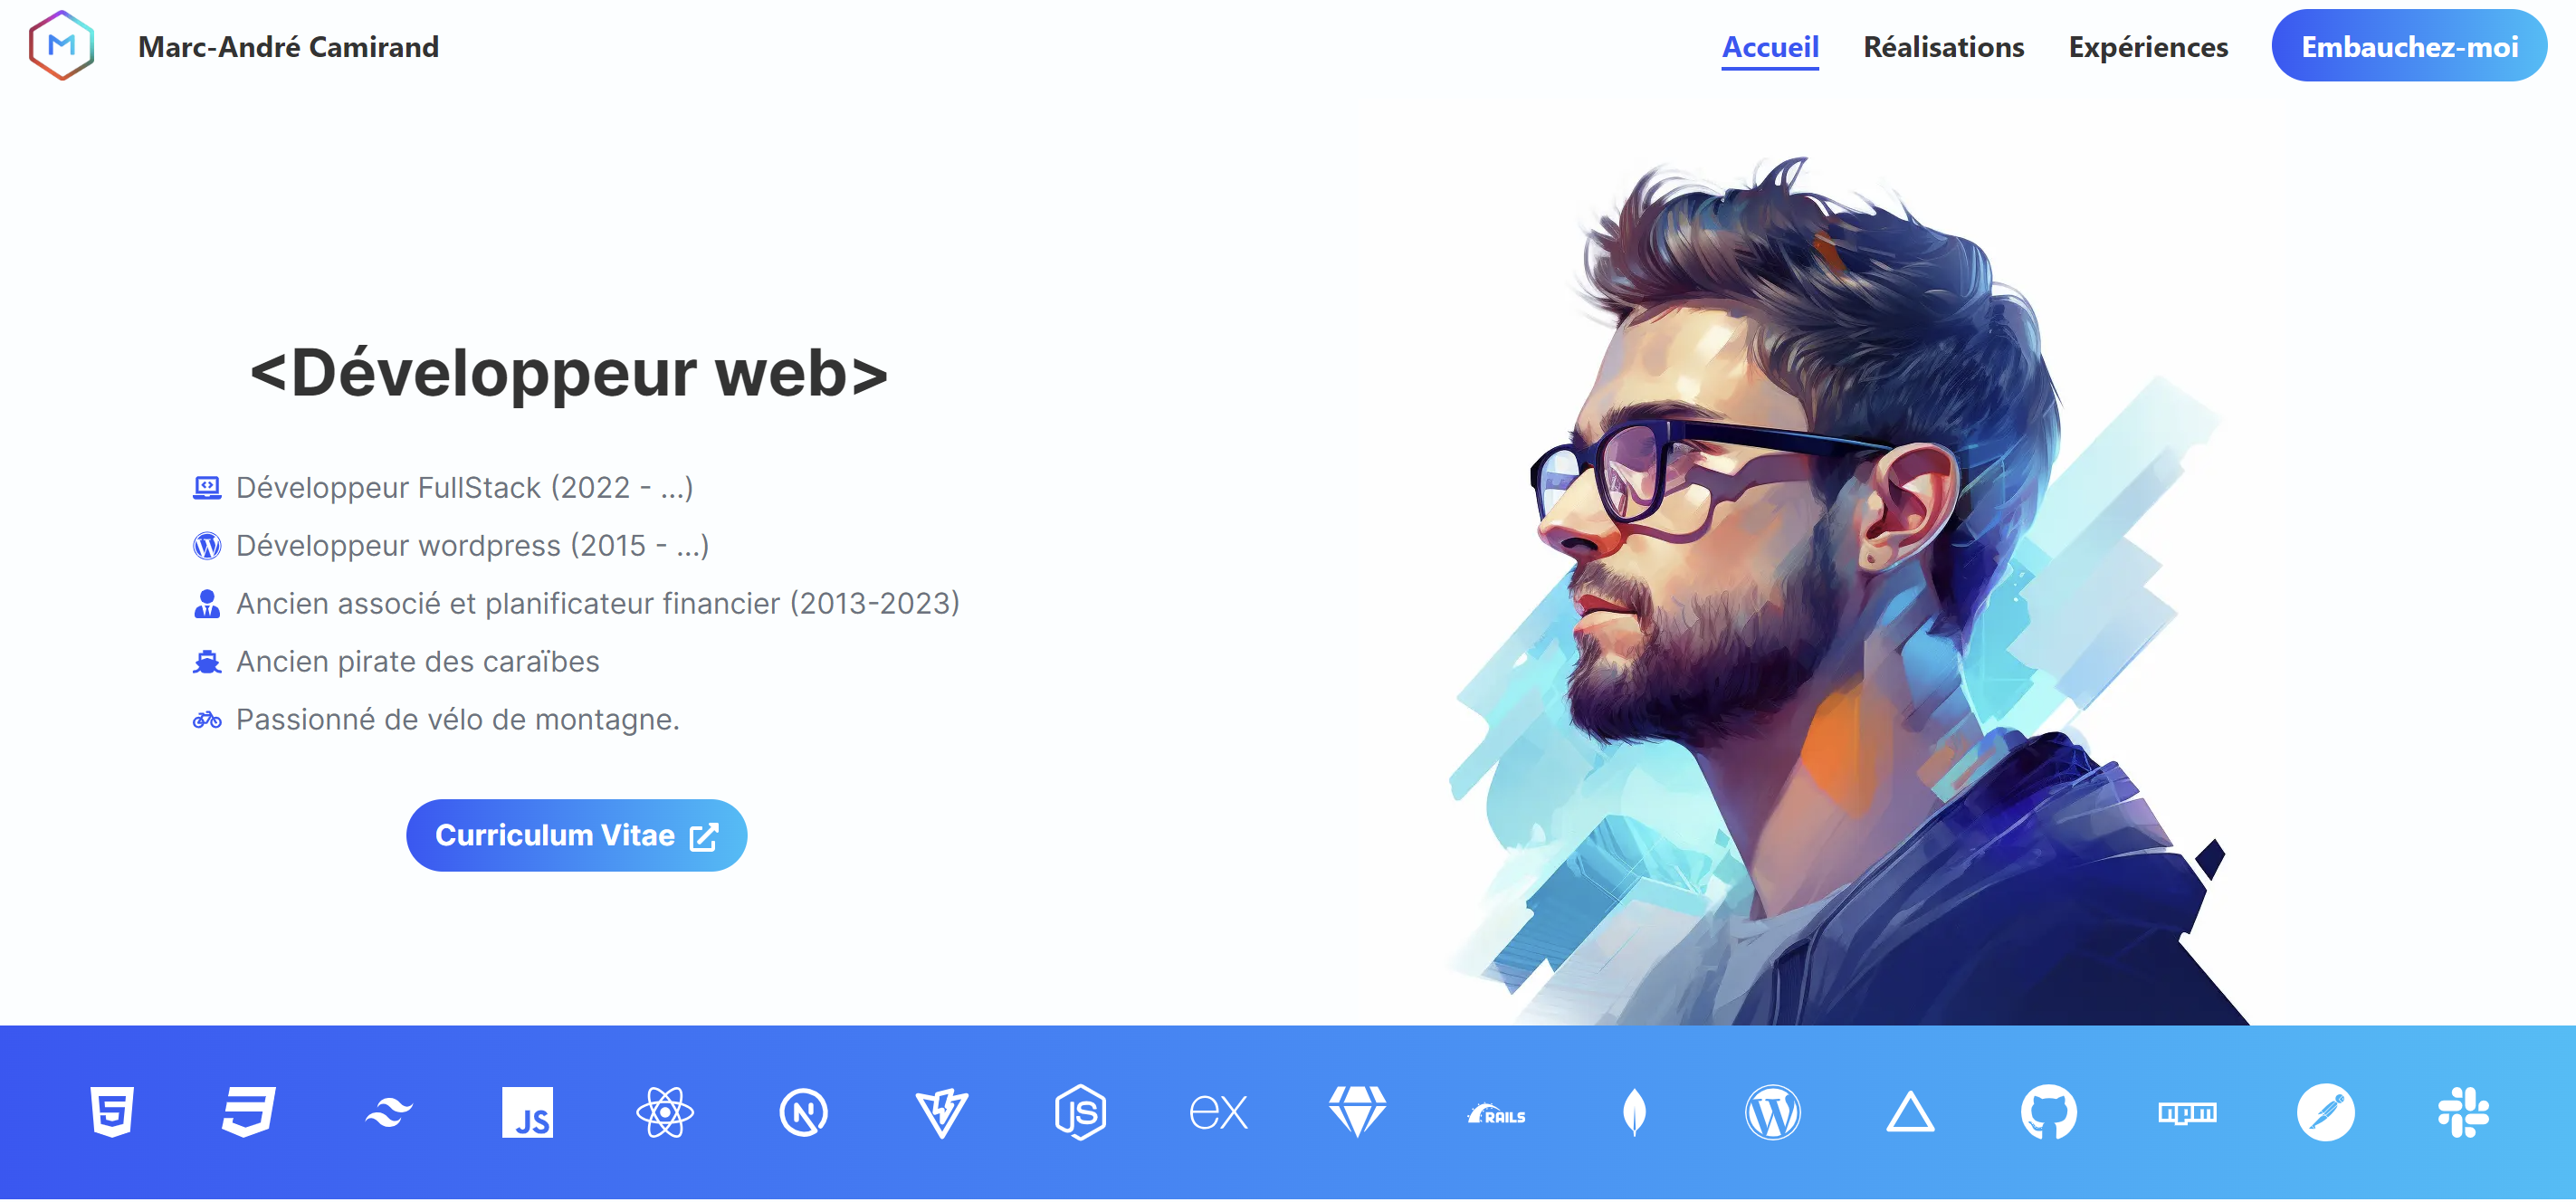 M
Marc-André Camirand
Accueil
Réalisations
Expériences
Embauchez-moi
<Développeur web>
Développeur FullStack (2022 - ...)
Développeur wordpress (2015 - ...)
Ancien associé et planificateur financier (2013-2023)
Ancien pirate des caraïbes
Passionné de vélo de montagne.
Curriculum Vitae
5
JS
N
JS
ex
RAILS
W
npm